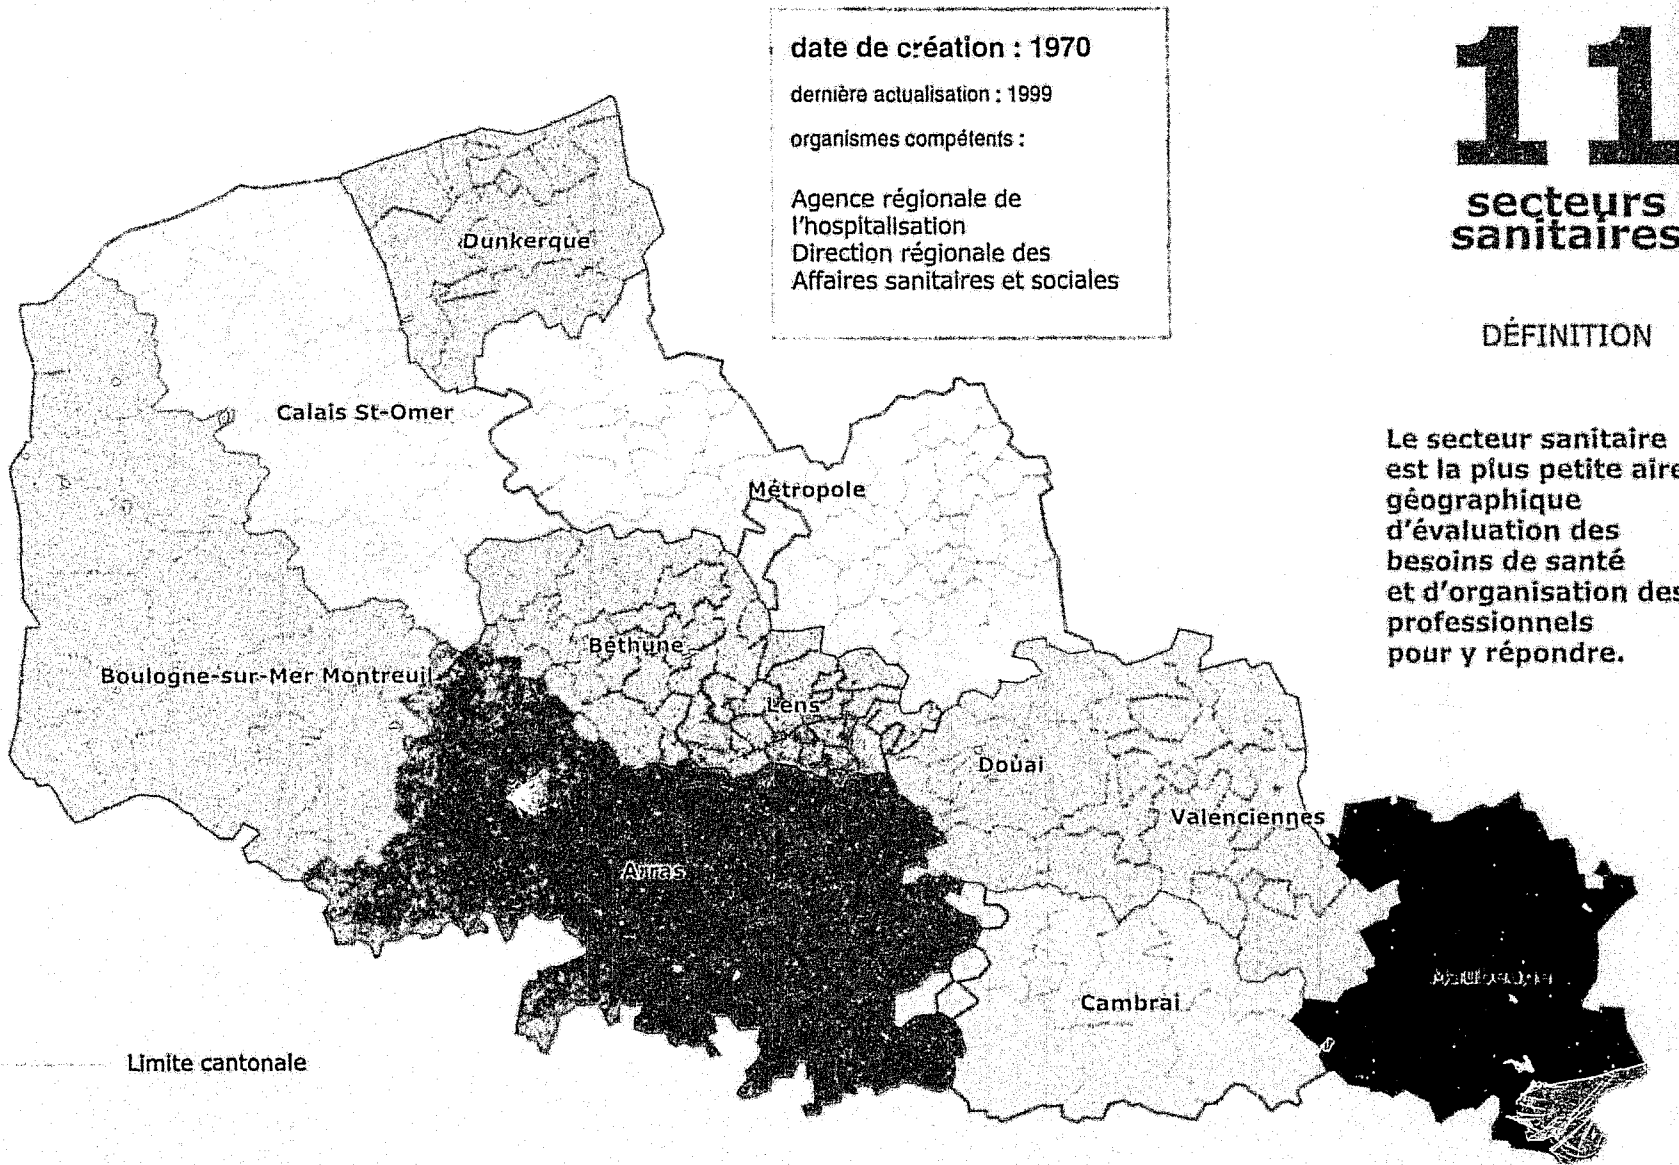 date de création : 1970
dernière actualisation : 1999
organismes compétents :
Agence régionale de
l'hospitalisation
Direction régionale des
Affaires sanitaires et sociales
11
secteurs
sanitaires
DÉFINITION
Le secteur sanitaire
est la plus petite aire
géographique
d'évaluation des
besoins de santé
et d'organisation des
professionnels
pour y répondre.
Dunkerque
Calais St-Omer
Métropole
Béthune
Boulogne-sur-Mer Montreuil
Lens
Douai
Valenciennes
Arras
Cambrai
Limite cantonale